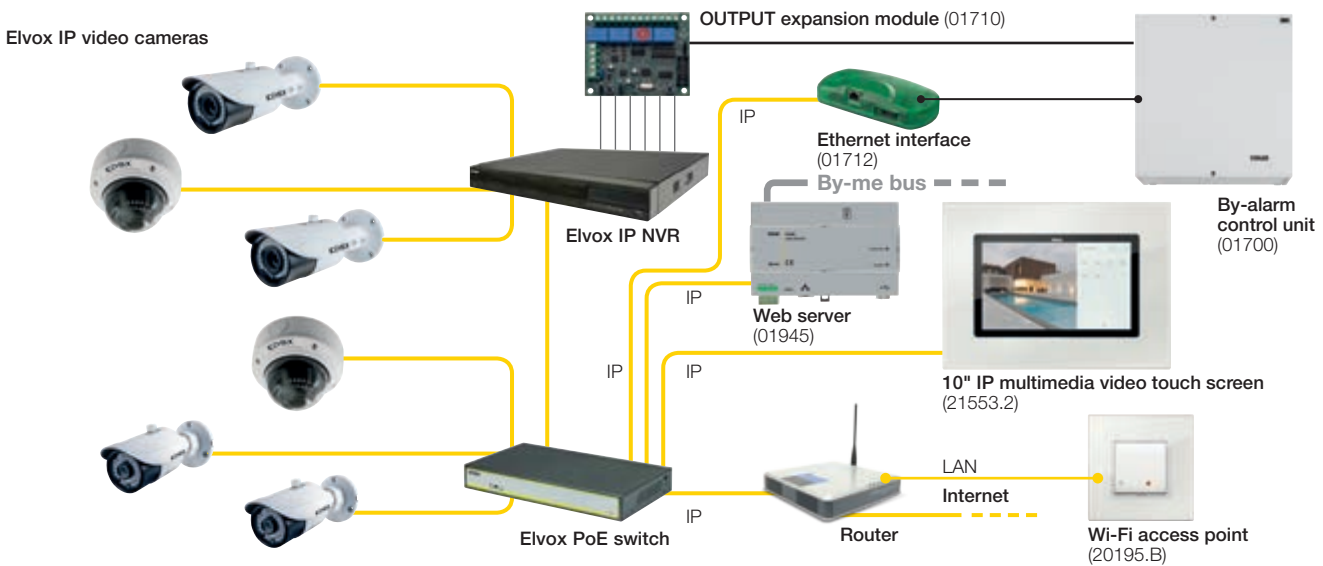 OUTPUT expansion module (01710)
Elvox IP video cameras
IP
Ethernet interface
(01712)
By-me bus
Elvox IP NVR
By-alarm
control unit
(01700)
IP
Web server
(01945)
IP
IP
10" IP multimedia video touch screen
(21553.2)
LAN
Internet
IP
Elvox PoE switch
Router
Wi-Fi access point
(20195.B)